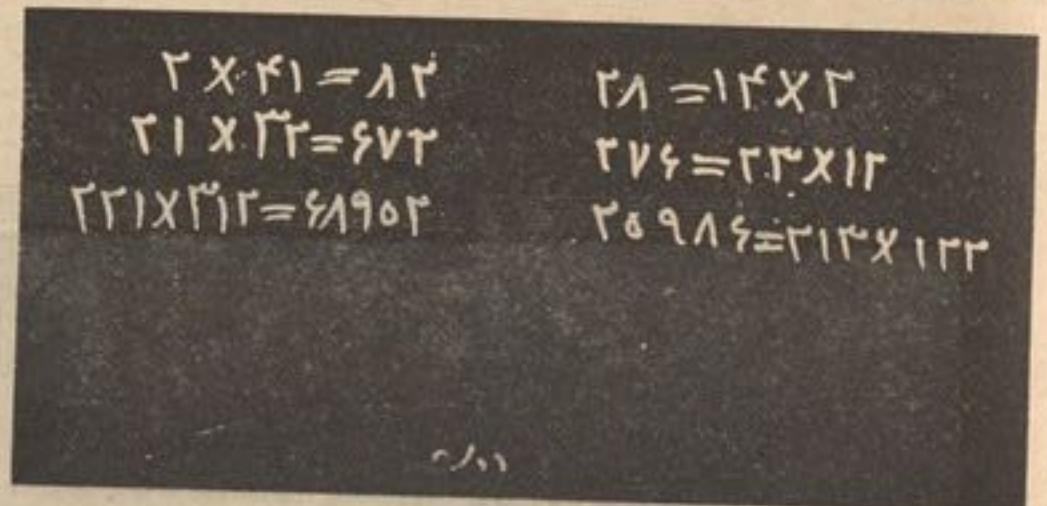 ۲ × ۴۱ = ۸۲
۲۱ × ۳۲ = ۶۷۲
۲۲۱ × ۳۱۲ = ۶۸۹۵۲
۲۸ = ۱۴ × ۲
۲۷۶ = ۲۳ × ۱۲
۲۵۹۸۶ = ۲۱۳ × ۱۲۲